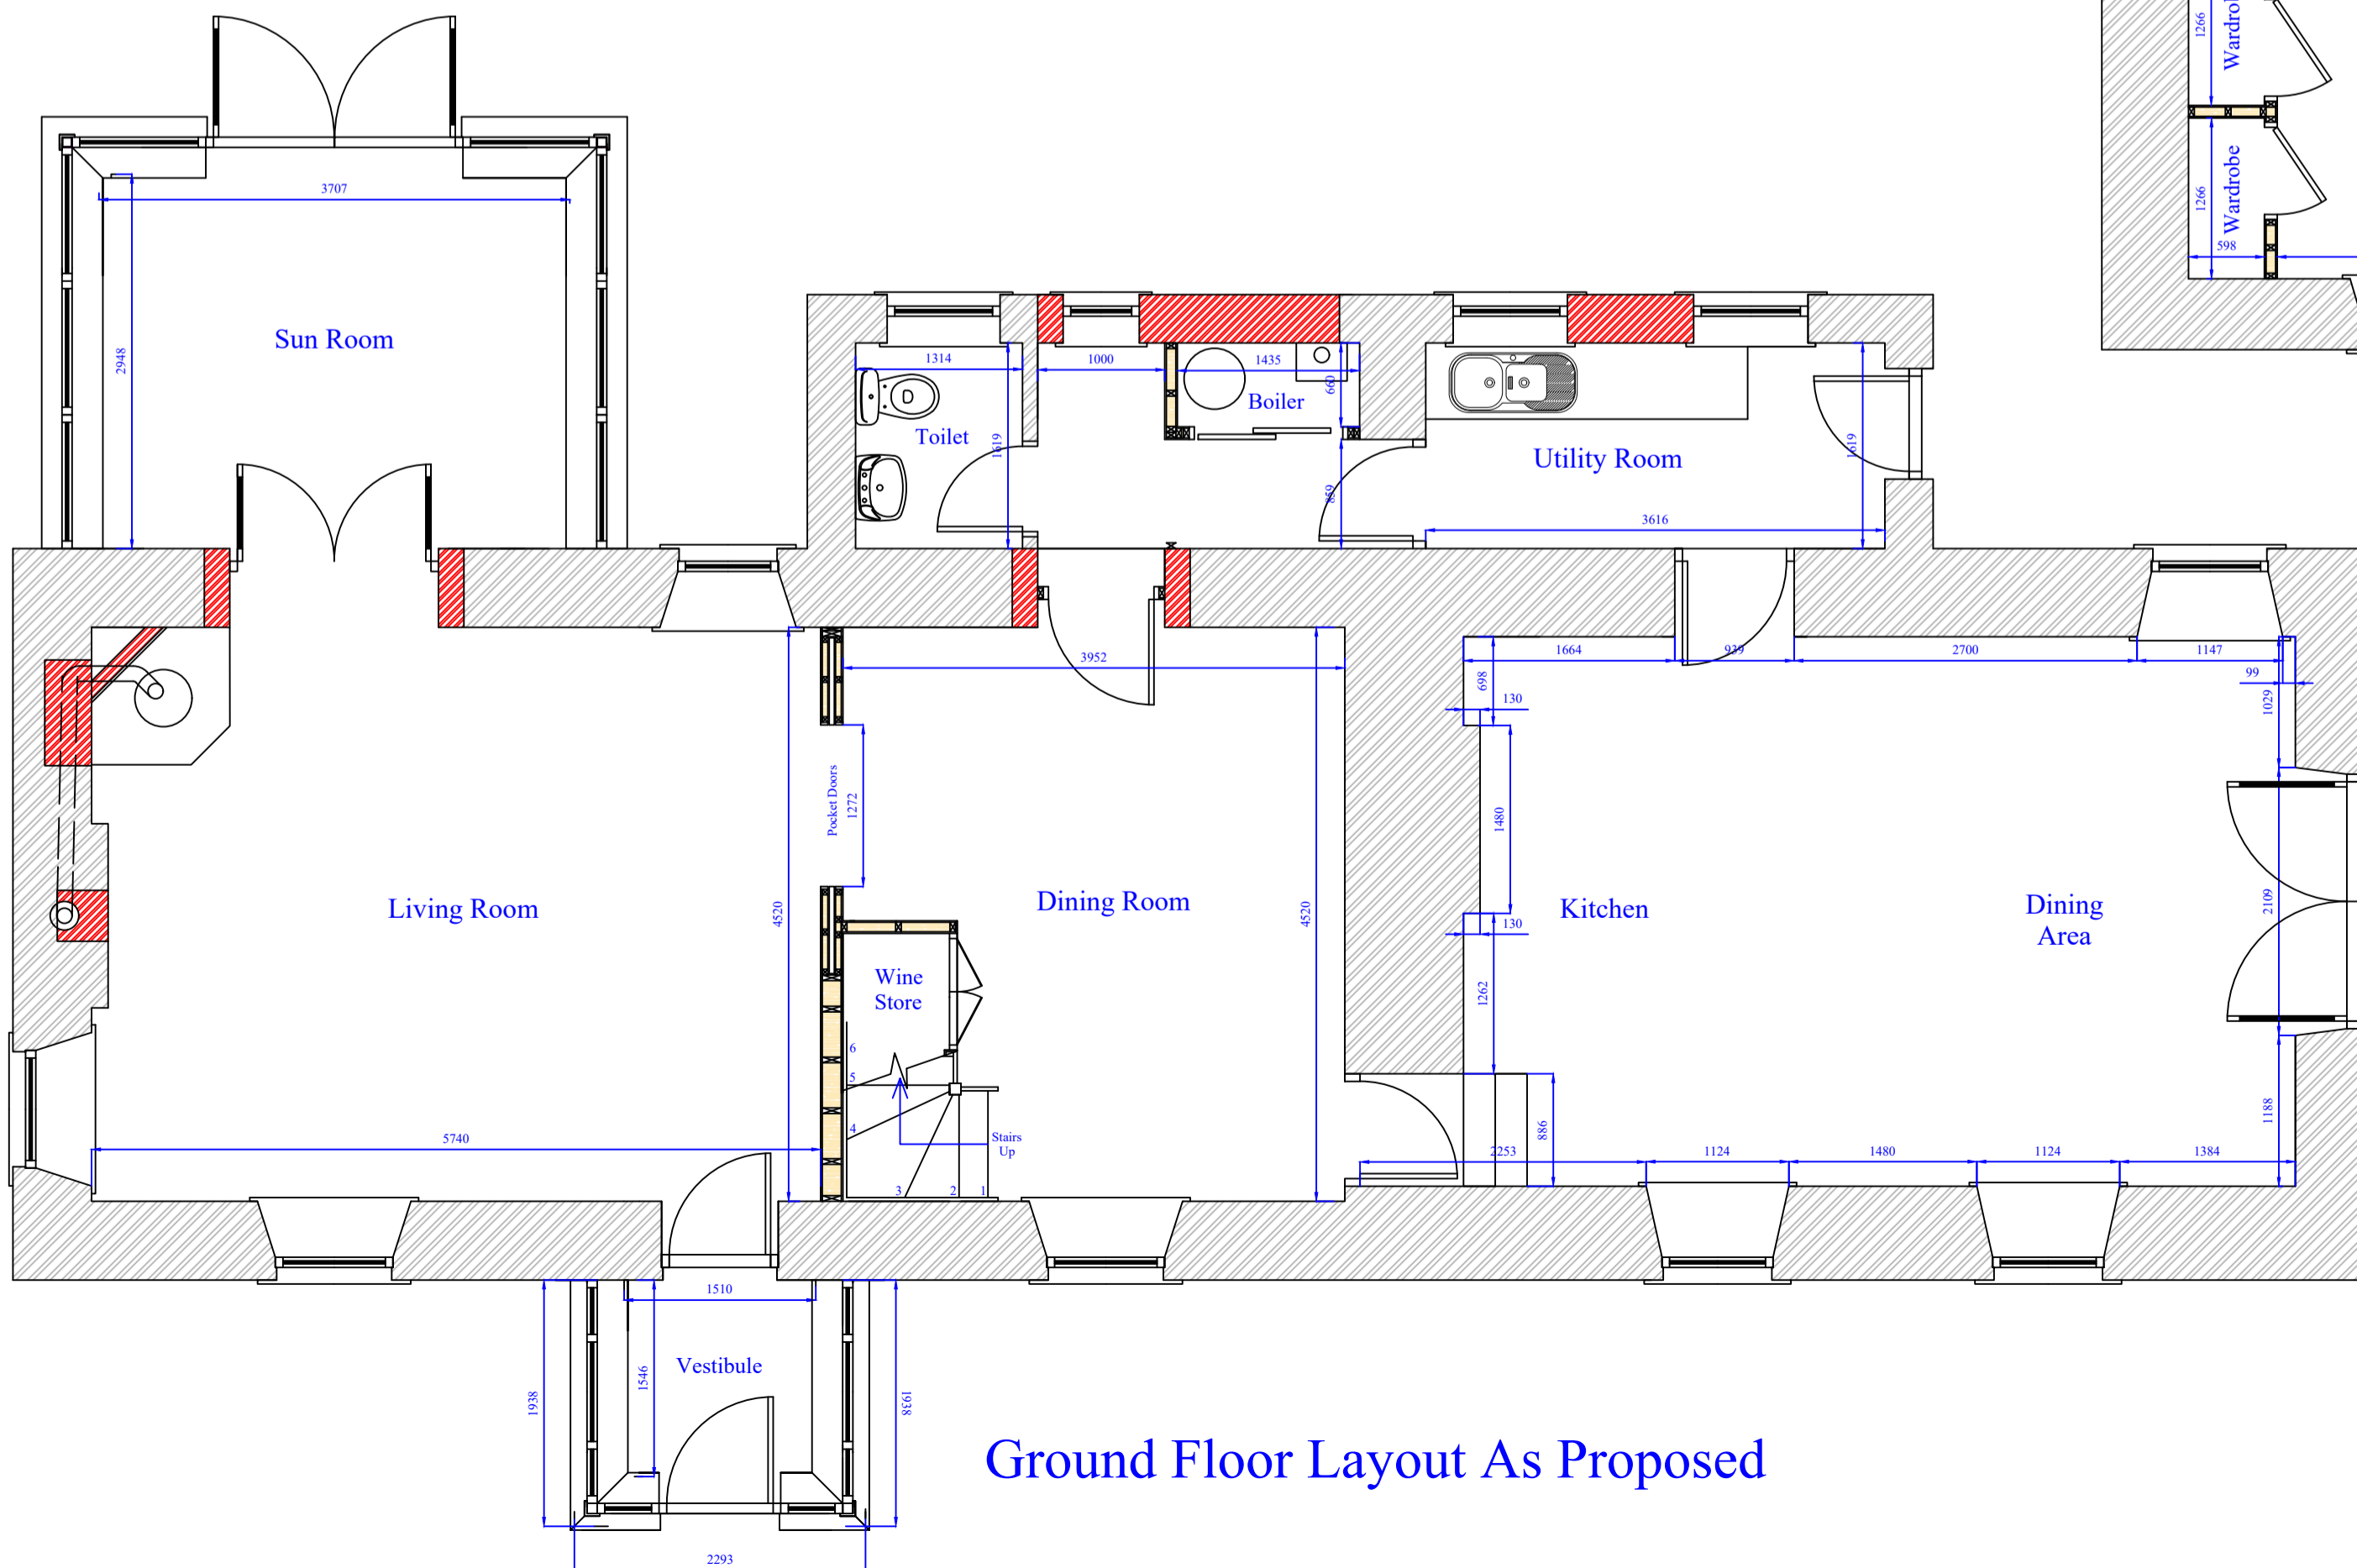 1266
Wardrobe
1266
Wardrobe
598
3707
2948
Sun Room
1314
1000
1435
660
Boiler
Toilet
1619
859
Utility Room
1619
3616
3952
1664
939
2700
1147
99
698
130
1029
Pocket Doors
1272
1480
Living Room
4520
Dining Room
4520
Kitchen
Dining
Area
2109
130
Wine
Store
1262
6
5
4
3
2
1
Stairs
Up
5740
886
2253
1124
1480
1124
1384
1188
1510
Vestibule
1546
1938
1938
2293
Ground Floor Layout As Proposed